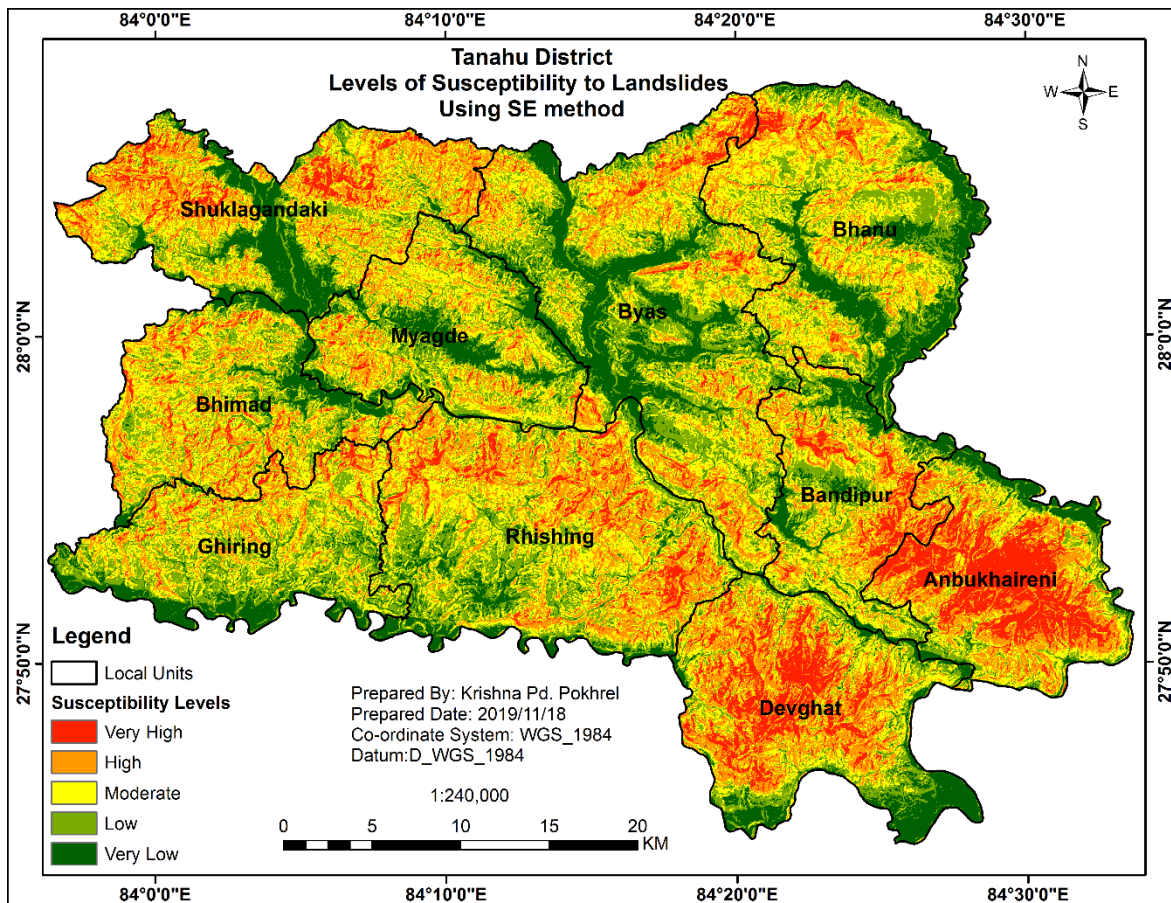 84°0'0"E 84°10'0"E 84°20'0"E 84°30'0"E
Tanahu District
Levels of Susceptibility to Landslides
Using SE method
N
W E
S
Shuklagandaki
Bhanu
Byas
28°0'0"N
Myagde
28°0'0"N
Bhimad
Bandipur
Rhishing
Ghiring
Anbukhaireni
27°50'0"N
27°50'0"N
Devghat
Legend
Local Units
Susceptibility Levels
Very High
High
Moderate
Low
Very Low
Prepared By: Krishna Pd. Pokhrel
Prepared Date: 2019/11/18
Co-ordinate System: WGS_1984
Datum:D_WGS_1984
1:240,000
0 5 10 15 20
KM
84°0'0"E 84°10'0"E 84°20'0"E 84°30'0"E